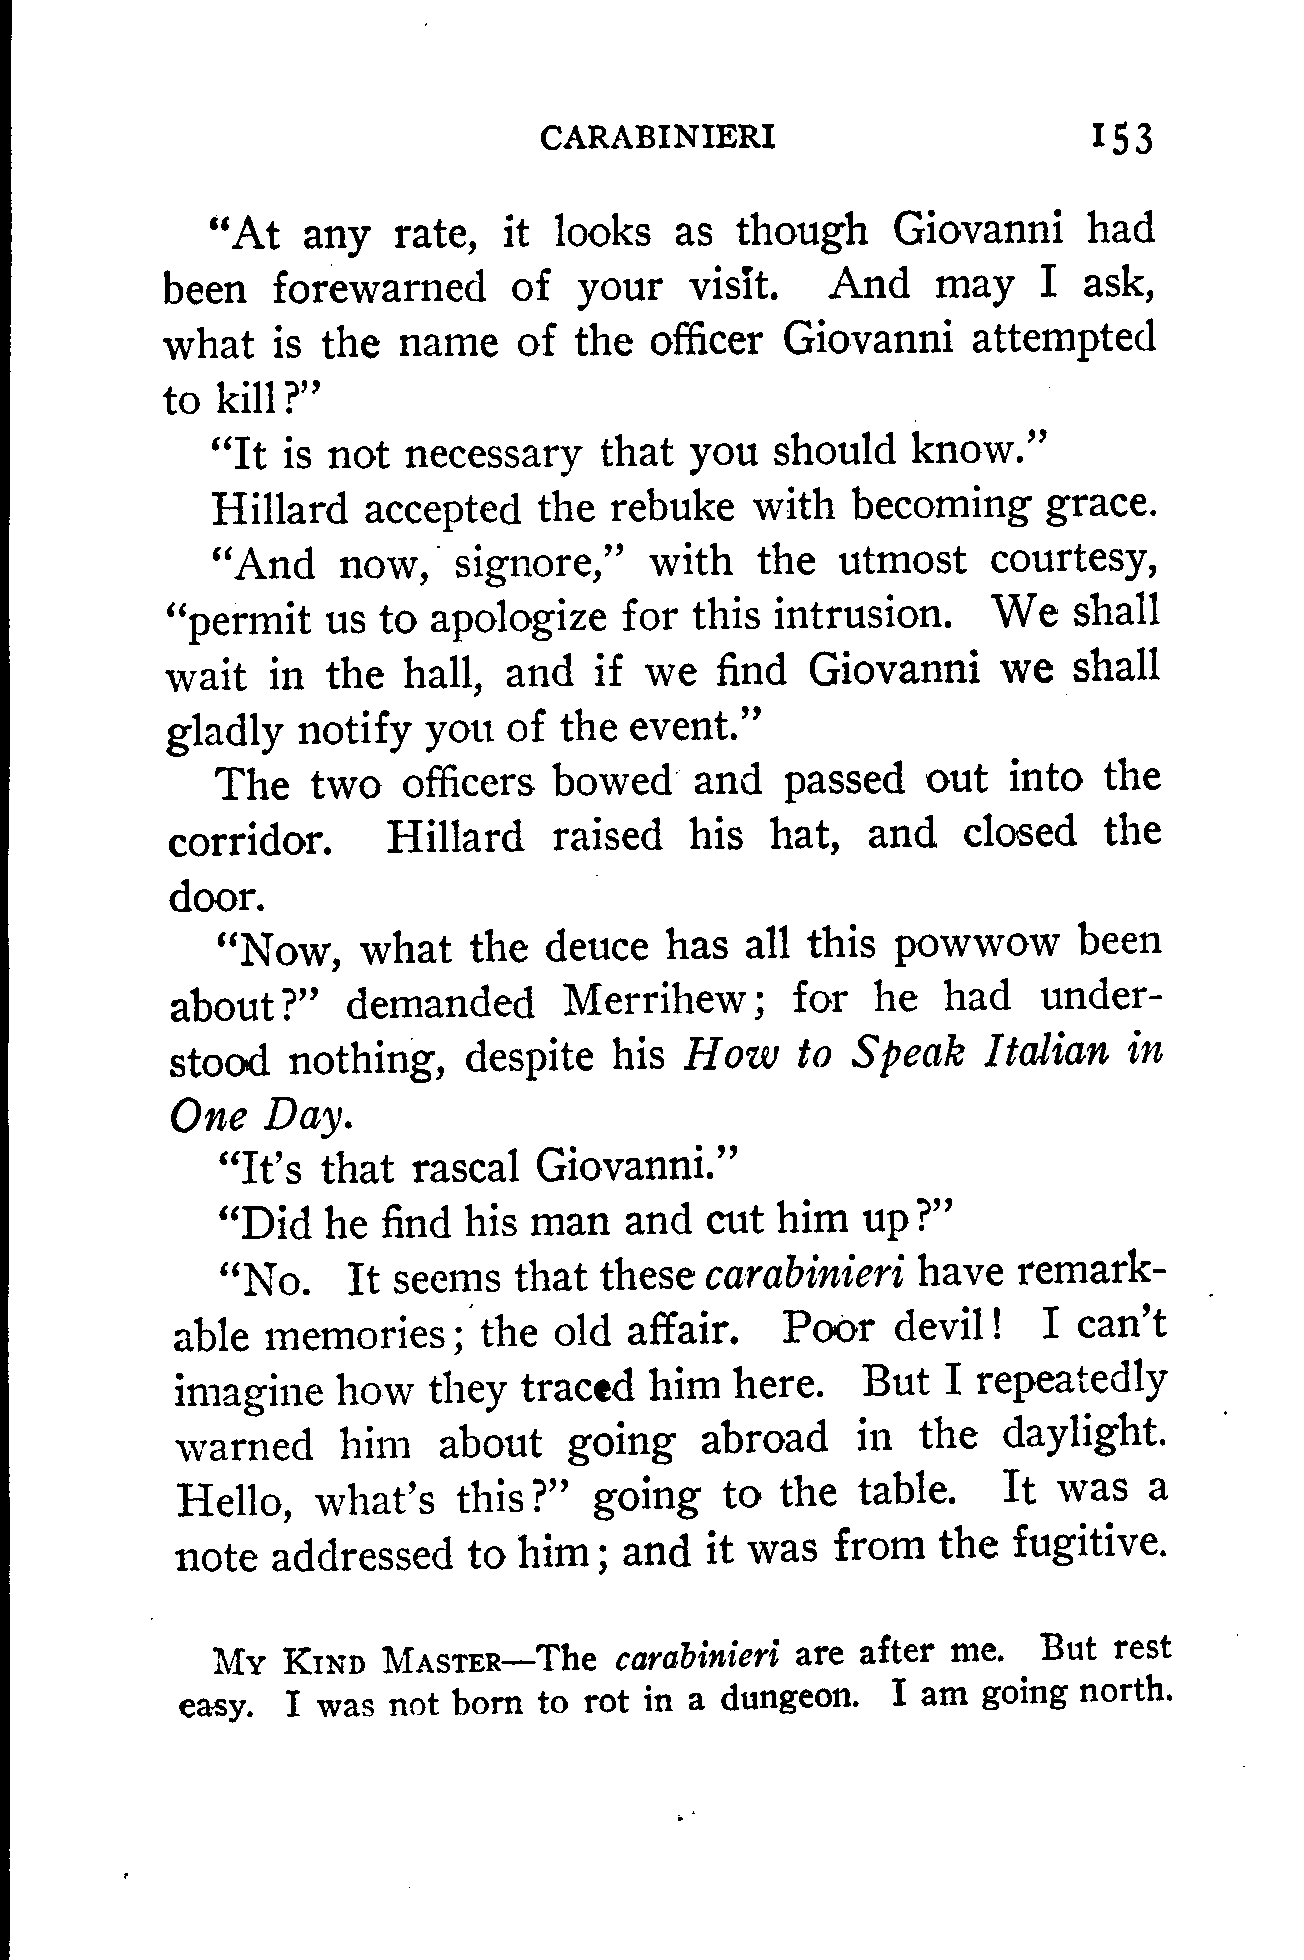 CARABINIERI 153
“At any rate, it looks as though Giovanni had
been forewarned of your visit. And may I ask,
what is the name of the officer Giovanni attempted
to kill?”
“It is not necessary that you should know.”
Hillard accepted the rebuke with becoming grace.
“And now, signore,” with the utmost courtesy,
“permit us to apologize for this intrusion. We shall
wait in the hall, and if we find Giovanni we shall
gladly notify you of the event.”
The two officers bowed and passed out into the
corridor. Hillard raised his hat, and closed the
door.
“Now, what the deuce has all this powwow been
about?” demanded Merrihew; for he had under-
stood nothing, despite his How to Speak Italian in
One Day.
“It’s that rascal Giovanni.”
“Did he find his man and cut him up?”
“No. It seems that these carabinieri have remark-
able memories; the old affair. Poor devil! I can’t
imagine how they traced him here. But I repeatedly
warned him about going abroad in the daylight.
Hello, what’s this?” going to the table. It was a
note addressed to him; and it was from the fugitive.
MY KIND MASTER—The carabinieri are after me. But rest
easy. I was not born to rot in a dungeon. I am going north.